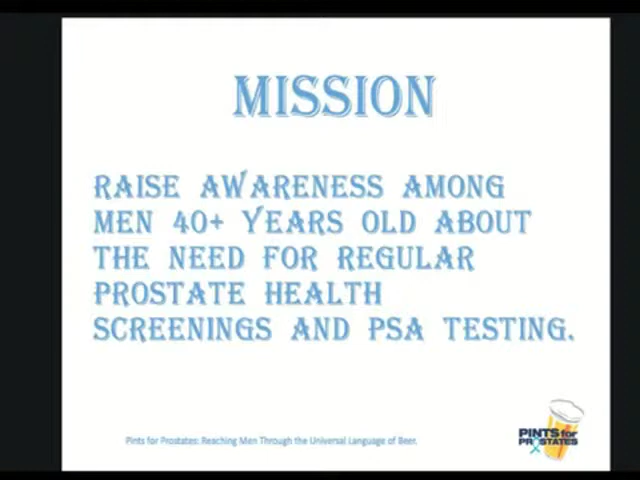 MISSION
RAISE AWARENESS AMONG
MEN 40+ YEARS OLD ABOUT
THE NEED FOR REGULAR
PROSTATE HEALTH
SCREENINGS AND PSA TESTING.
Pints for Prostates: Reaching Men Through the Universal Language of Beer.
PINTS for
PROSTATES